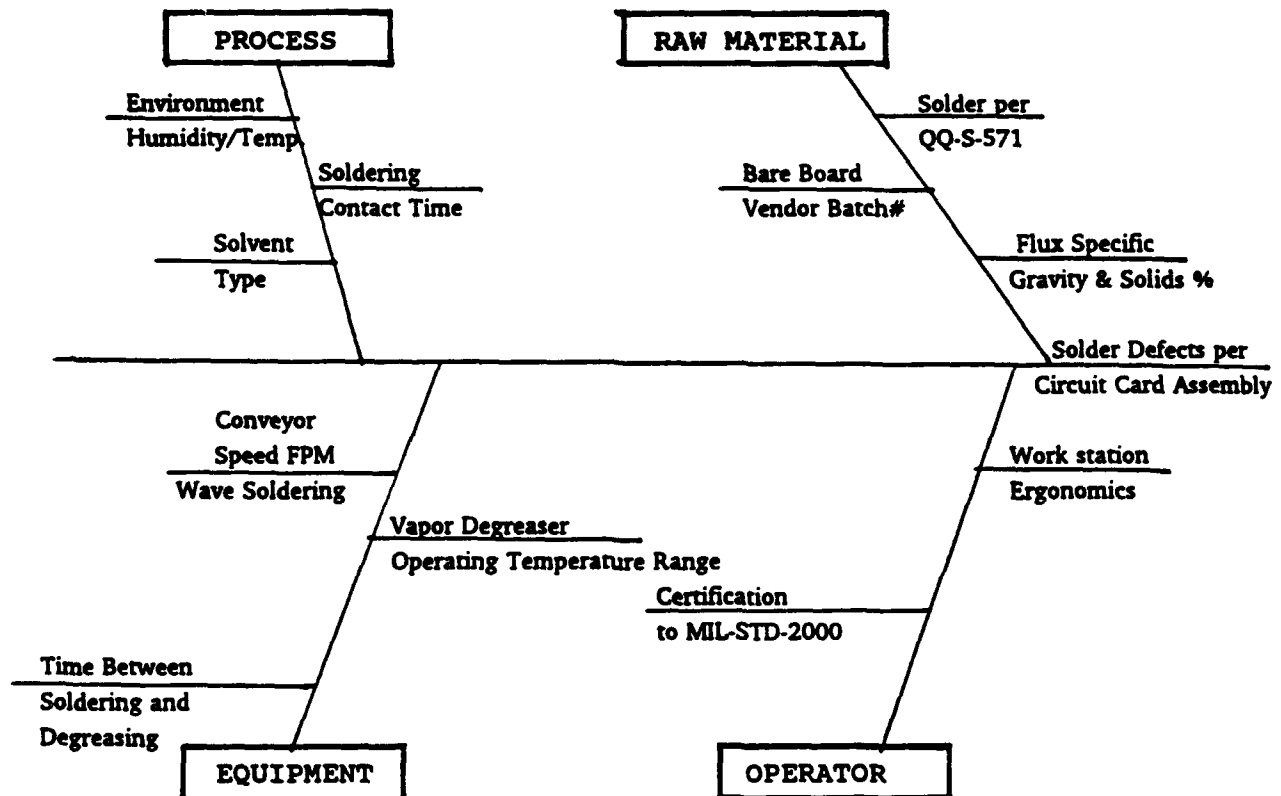 PROCESS
RAW MATERIAL
Environment
Humidity/Temp.
Solder per
QQ-S-571
Soldering
Contact Time
Bare Board
Vendor Batch#
Solvent
Type
Flux Specific
Gravity & Solids %
Solder Defects per
Circuit Card Assembly
Conveyor
Speed FPM
Wave Soldering
Work station
Ergonomics
Vapor Degreaser
Operating Temperature Range
Certification
to MIL-STD-2000
Time Between
Soldering and
Degreasing
EQUIPMENT
OPERATOR